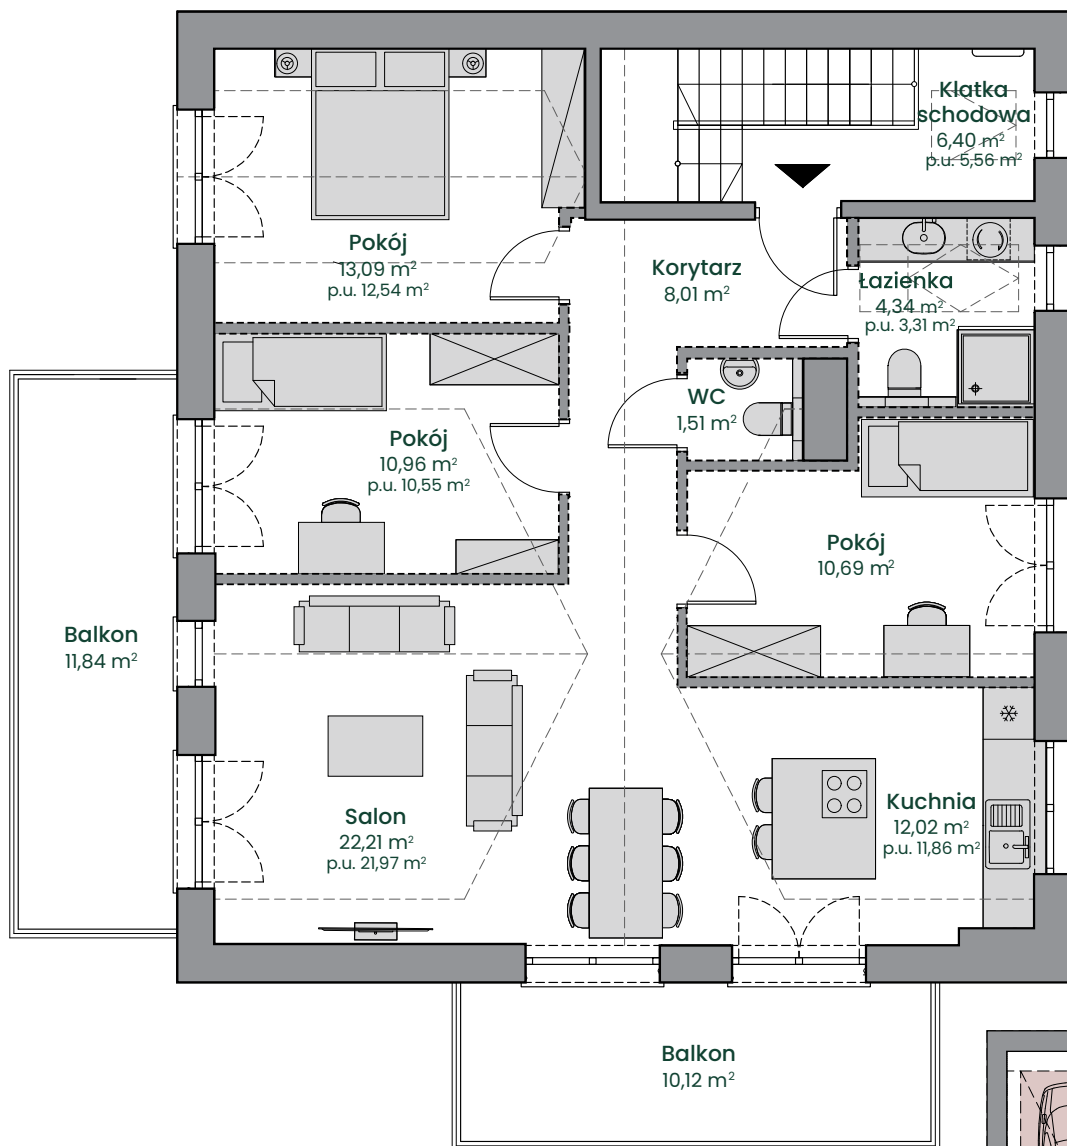 Klatka
schodowa
6,40 m²
p.u. 5,56 m²
Pokój
13,09 m²
p.u. 12,54 m²
Korytarz
8,01 m²
Łazienka
4,34 m²
p.u. 3,31 m²
WC
1,51 m²
Pokój
10,96 m²
p.u. 10,55 m²
Pokój
10,69 m²
Balkon
11,84 m²
Salon
22,21 m²
p.u. 21,97 m²
Kuchnia
12,02 m²
p.u. 11,86 m²
Balkon
10,12 m²